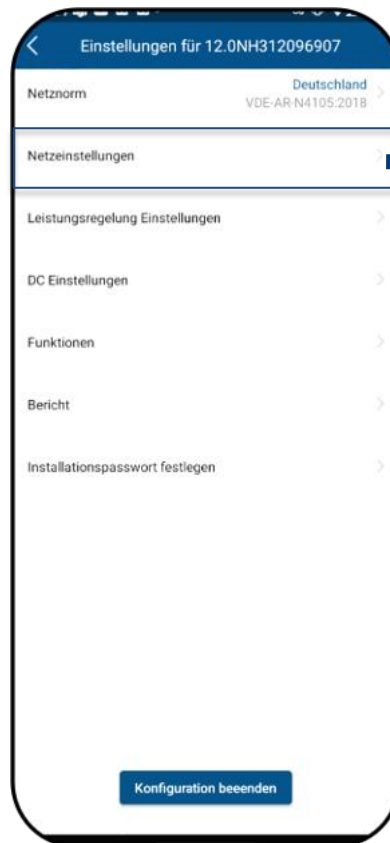 Einstellungen für 12.0NH312096907
Netznorm
Deutschland
VDE-AR-N4105:2018
Netzeinstellungen
Leistungsregelung Einstellungen
DC Einstellungen
Funktionen
Bericht
Installationspasswort festlegen
Konfiguration beeenden